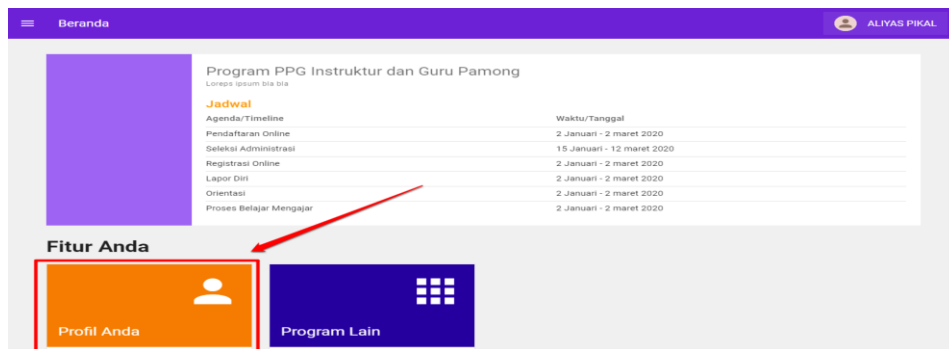 Beranda
ALIYAS PIKAL
Program PPG Instruktur dan Guru Pamong
Loreps ipsum bla bla
Jadwal
Agenda/Timeline Waktu/Tanggal
Pendaftaran Online 2 Januari - 2 maret 2020
Seleksi Administrasi 15 Januari - 12 maret 2020
Registrasi Online 2 Januari - 2 maret 2020
Lapor Diri 2 Januari - 2 maret 2020
Orientasi 2 Januari - 2 maret 2020
Proses Belajar Mengajar 2 Januari - 2 maret 2020
Fitur Anda
Profil Anda
Program Lain